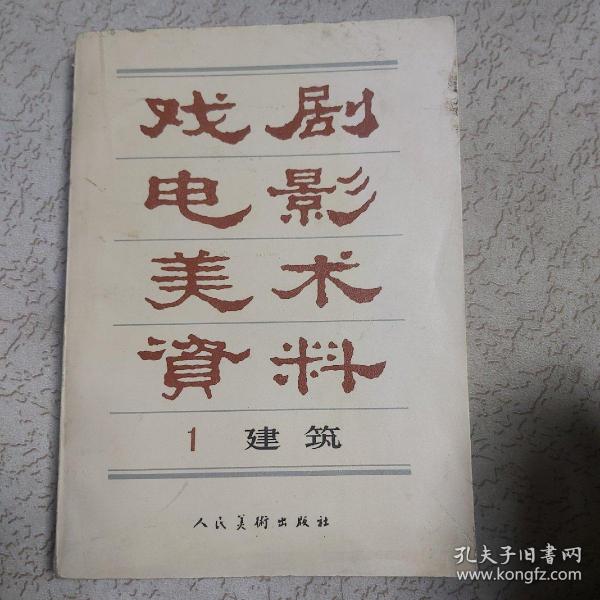 戏剧
电影
美术
資料
1 建筑
人民美術出版社
孔夫子旧書网
www.kongfz.com